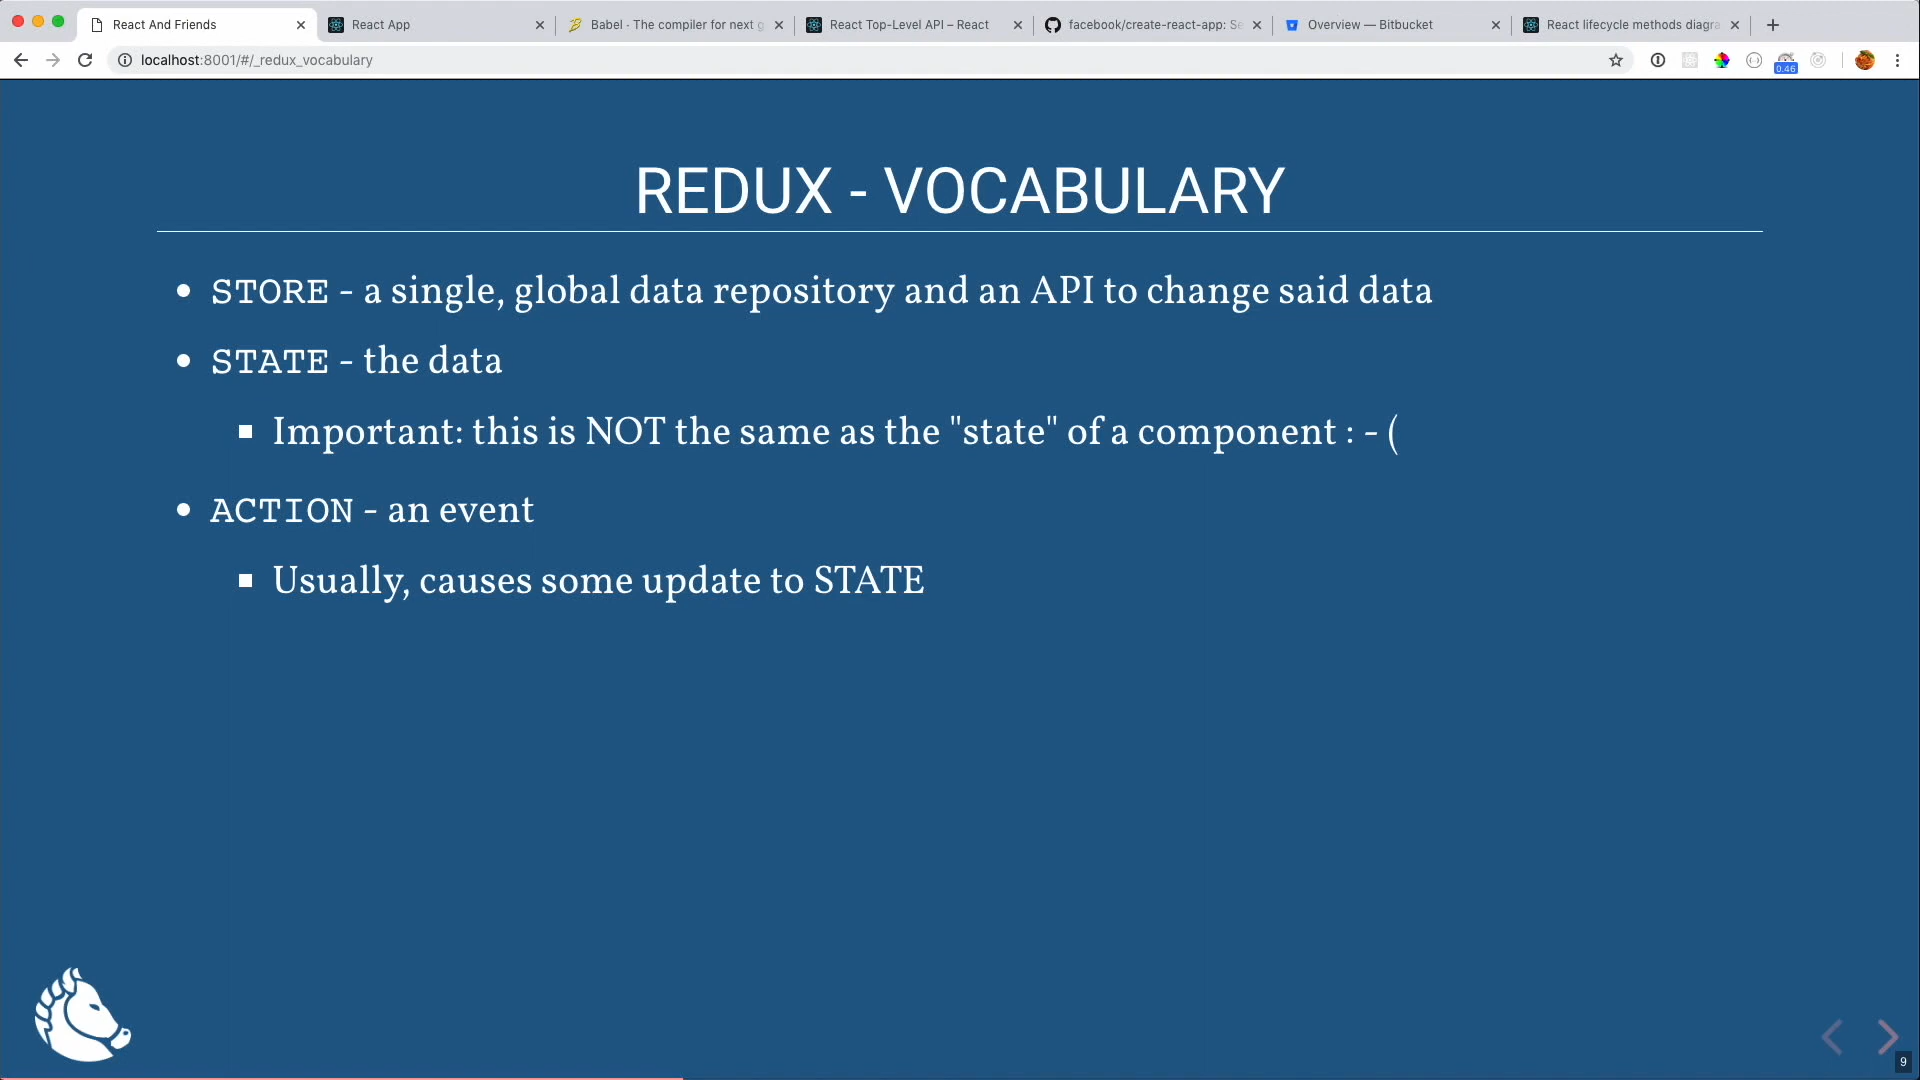 React And Friends
React App
Babel · The compiler for next g
React Top-Level API – React
facebook/create-react-app: Se
Overview — Bitbucket
React lifecycle methods diagra
localhost:8001/#/_redux_vocabulary
0.46
REDUX - VOCABULARY
STORE - a single, global data repository and an API to change said data
STATE - the data
Important: this is NOT the same as the "state" of a component : - (
ACTION - an event
Usually, causes some update to STATE
9